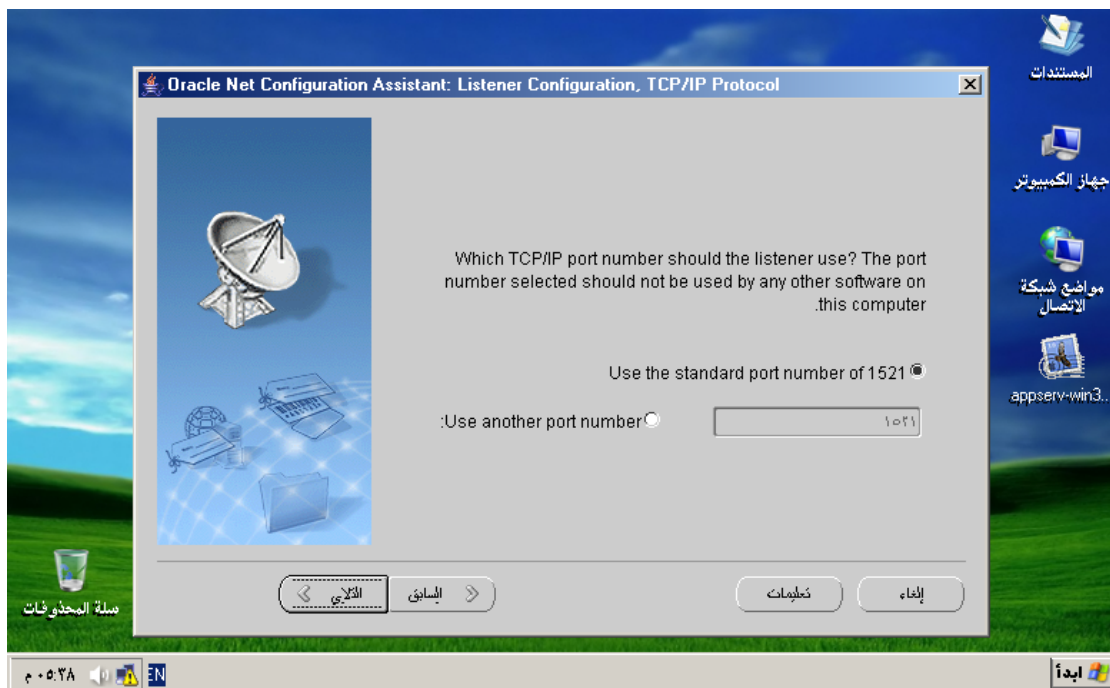 المستندات
جهاز الكمبيوتر
مواضع شبكة
الاتصال
appserv-win3..
سلة المحذوفات
Oracle Net Configuration Assistant: Listener Configuration, TCP/IP Protocol
Which TCP/IP port number should the listener use? The port
number selected should not be used by any other software on
.this computer
Use the standard port number of 1521
:Use another port number
١٥٢١
إلغاء
تعليمات
السابق
التالي
ابدأ
EN
٠٥:٣٨ م